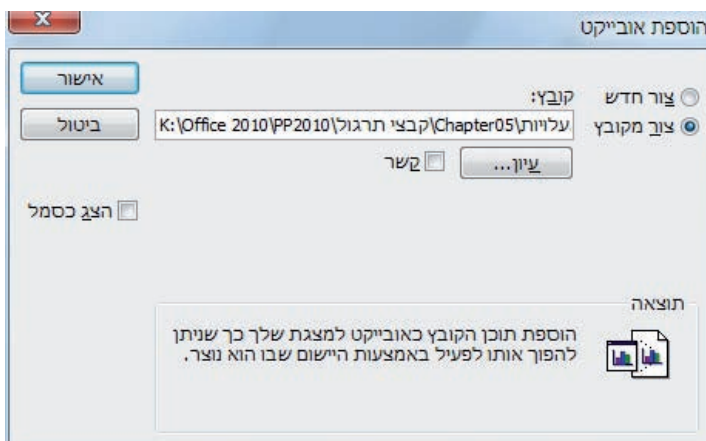 הוספת אובייקט
צור חדש
צור מקובץ
קובץ:
K:\Office 2010\PP2010\קבצי תרגול\Chapter05\עלויות
עיון...
קשר
אישור
ביטול
הצג כסמל
תוצאה
הוספת תוכן הקובץ כאובייקט למצגת שלך כך שניתן
להפוך אותו לפעיל באמצעות היישום שבו הוא נוצר.